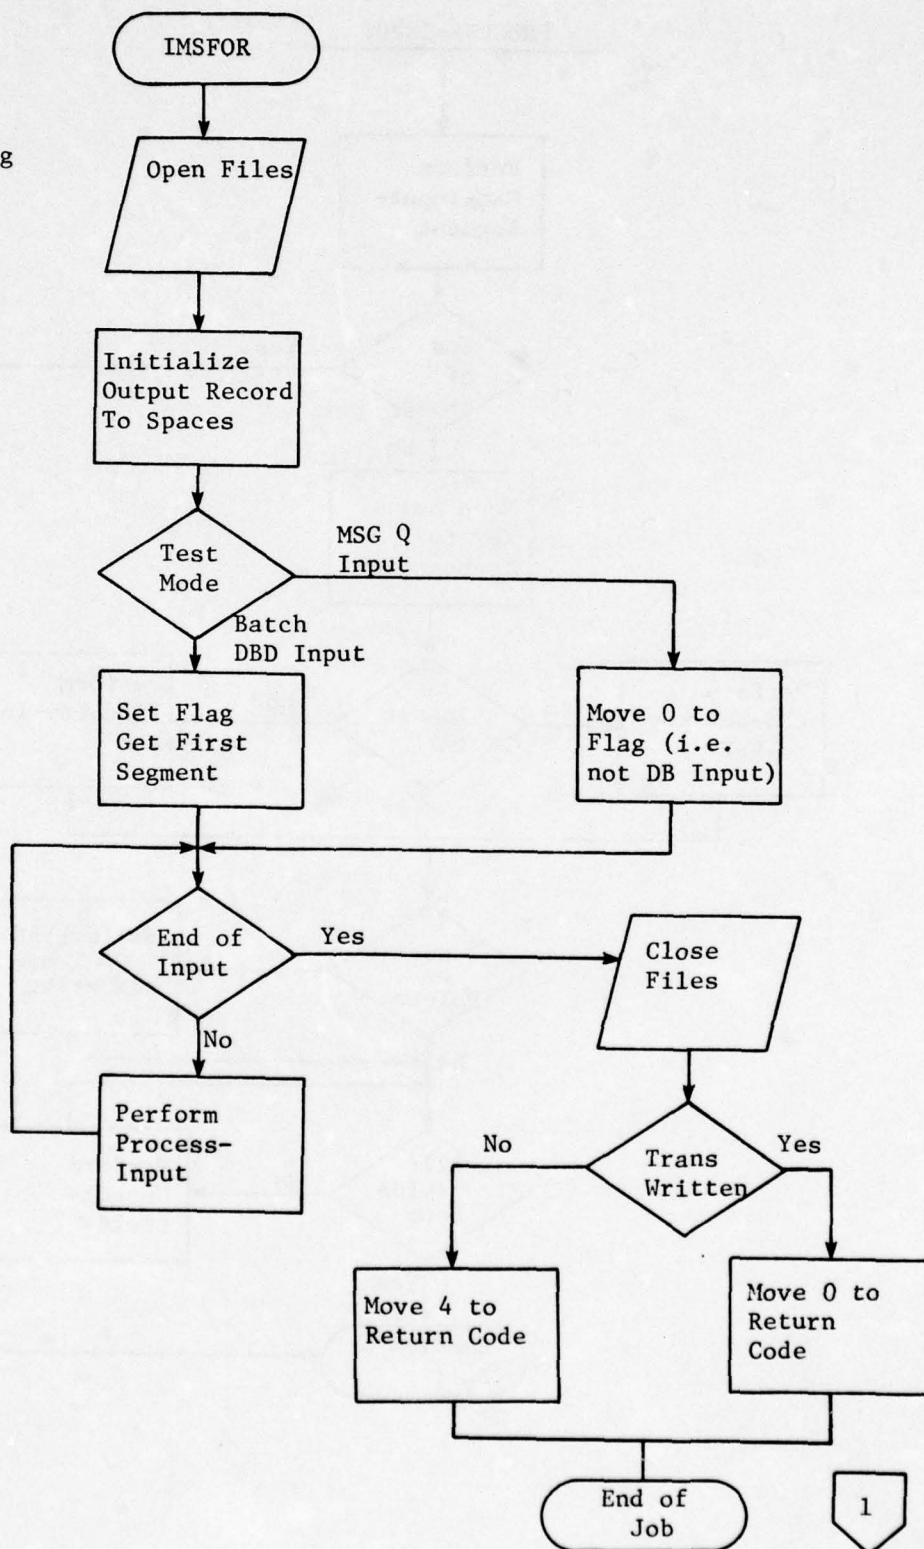 IMSFOR
g
Open Files
Initialize
Output Record
To Spaces
Test
Mode
MSG Q
Input
Batch
DBD Input
Set Flag
Get First
Segment
Move 0 to
Flag (i.e.
not DB Input)
End of
Input
Yes
No
Close
Files
Perform
Process-
Input
No
Trans
Written
Yes
Move 4 to
Return Code
Move 0 to
Return
Code
End of
Job
1